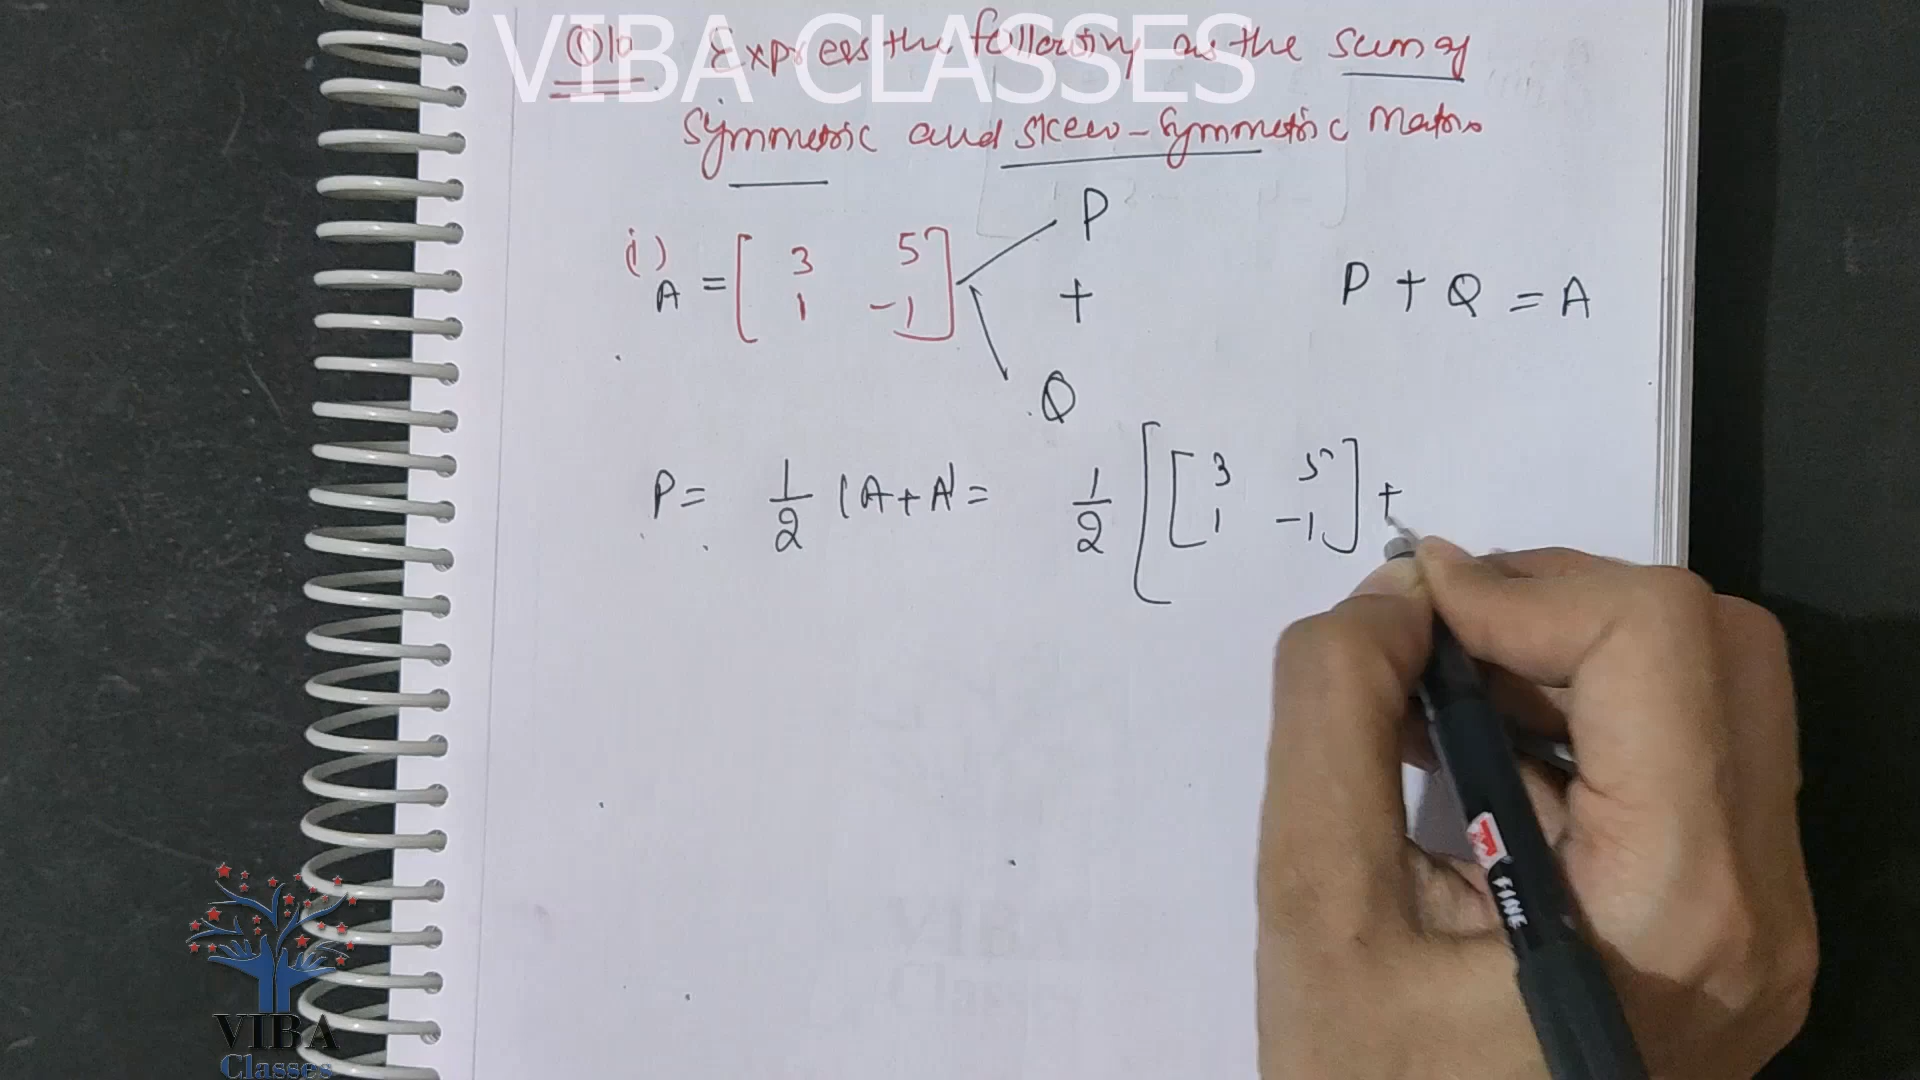 VIBA CLASSES
Q10 Express the following as the sum of
symmetric and skew-symmetric matrix
(i) A = [ 3 5
1 -1 ]
P
+
Q
P + Q = A
P = 1/2 (A + A' = 1/2 [ [ 3 5
1 -1 ] +
FINE
VIBA
Classes